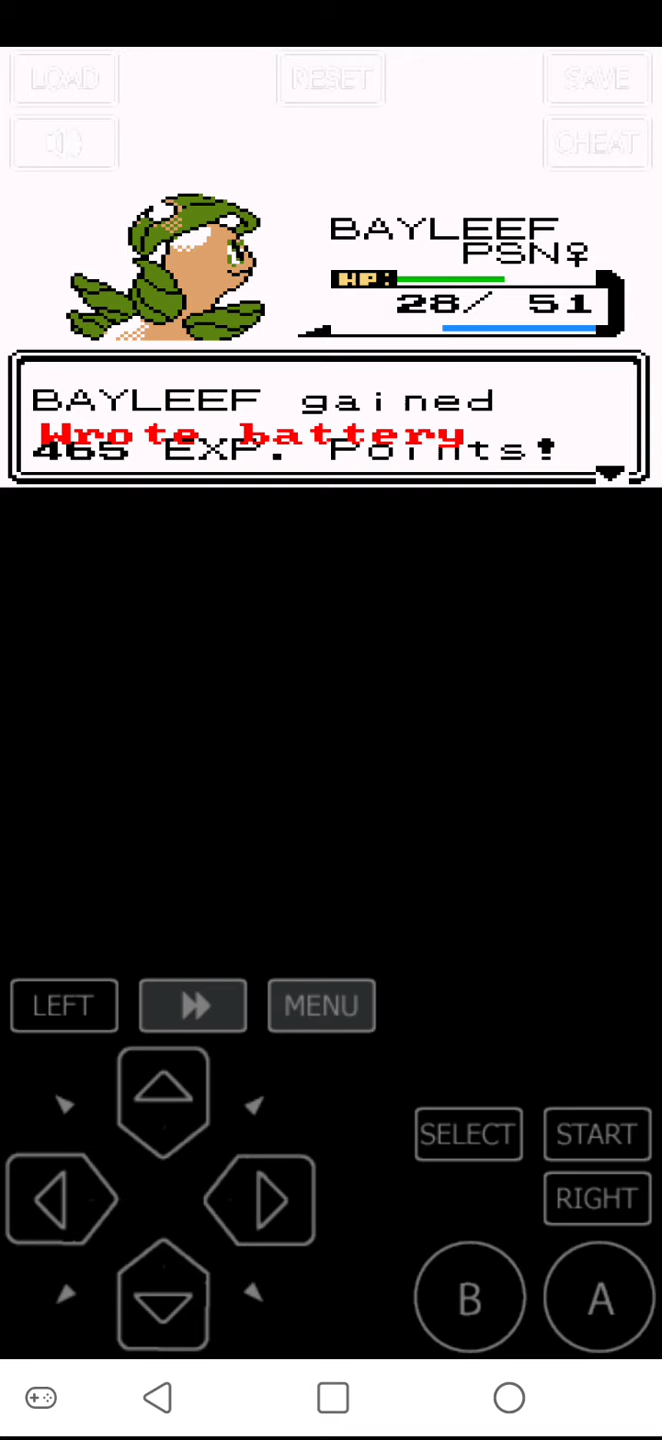 LOAD
RESET
SAVE
CHEAT
BAYLEEF
PSN♀
HP:
28/ 51
BAYLEEF gained
Wrote battery
465 EXP. Points!
LEFT
MENU
SELECT
START
RIGHT
B
A